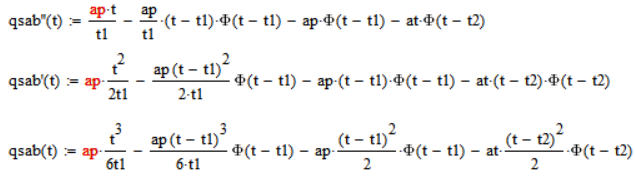 qsab''(t) := ap·t/t1 − ap/t1·(t − t1)·Φ(t − t1) − ap·Φ(t − t1) − at·Φ(t − t2)
qsab'(t) := ap·t²/2t1 − ap(t − t1)²/2·t1 Φ(t − t1) − ap·(t − t1)·Φ(t − t1) − at·(t − t2)·Φ(t − t2)
qsab(t) := ap·t³/6t1 − ap(t − t1)³/6·t1 Φ(t − t1) − ap·(t − t1)²/2·Φ(t − t1) − at·(t − t2)²/2·Φ(t − t2)